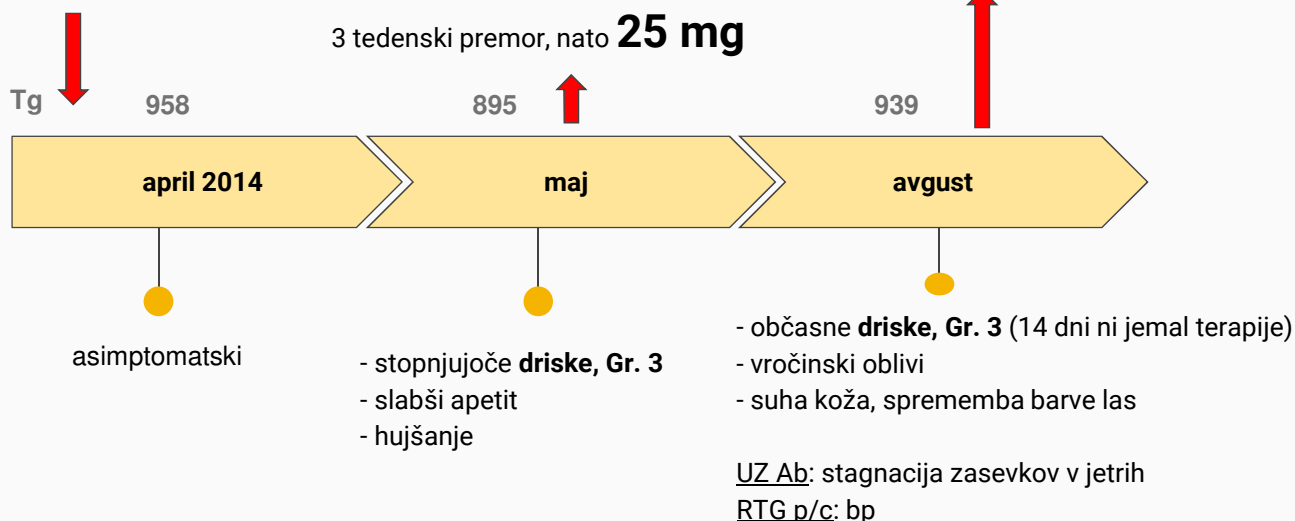 3 tedenski premor, nato 25 mg
Tg 958 895 939
april 2014 maj avgust
asimptomatski
- stopnjujoče driske, Gr. 3
- slabši apetit
- hujšanje
- občasne driske, Gr. 3 (14 dni ni jemal terapije)
- vročinski oblivi
- suha koža, sprememba barve las
UZ Ab: stagnacija zasevkov v jetrih
RTG p/c: bp